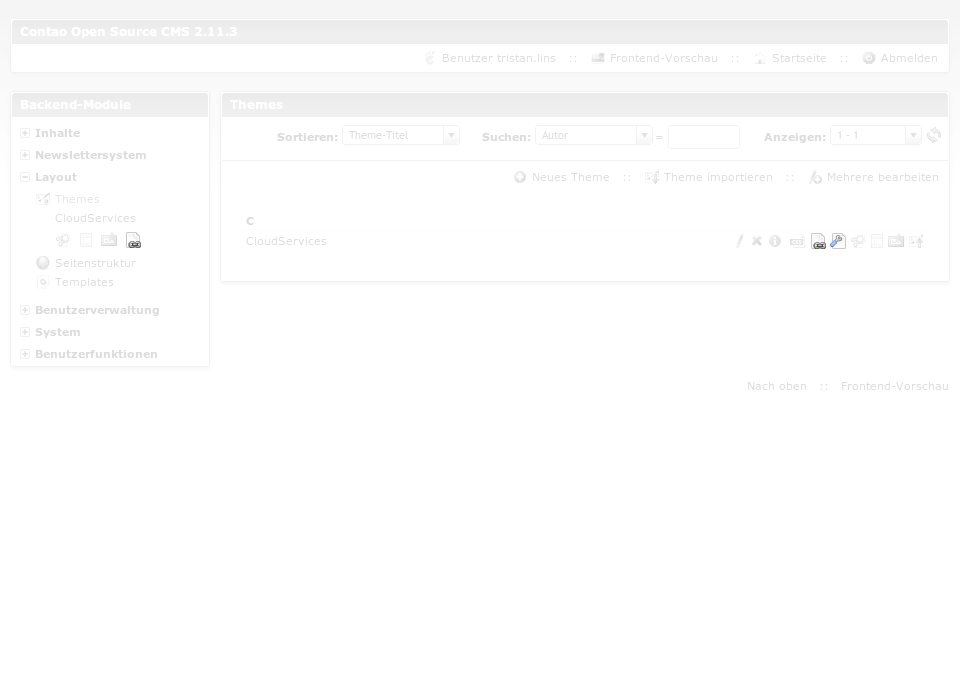 Contao Open Source CMS 2.11.3
Benutzer tristan.lins :: Frontend-Vorschau :: Startseite :: Abmelden
Backend-Module
Inhalte
Newslettersystem
Layout
Themes
CloudServices
Seitenstruktur
Templates
Benutzerverwaltung
System
Benutzerfunktionen
Themes
Sortieren: Theme-Titel Suchen: Autor = Anzeigen: 1 - 1
Neues Theme :: Theme importieren :: Mehrere bearbeiten
C
CloudServices
Nach oben :: Frontend-Vorschau